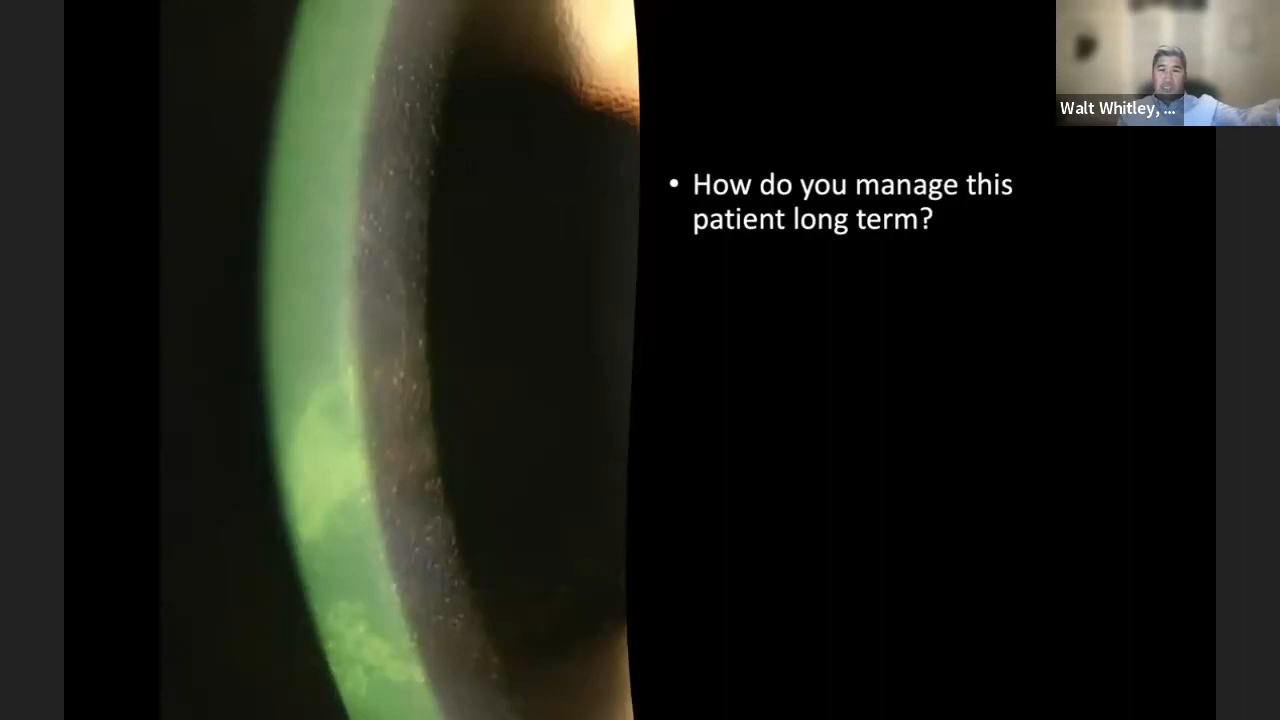 Walt Whitley, ...
• How do you manage this
patient long term?